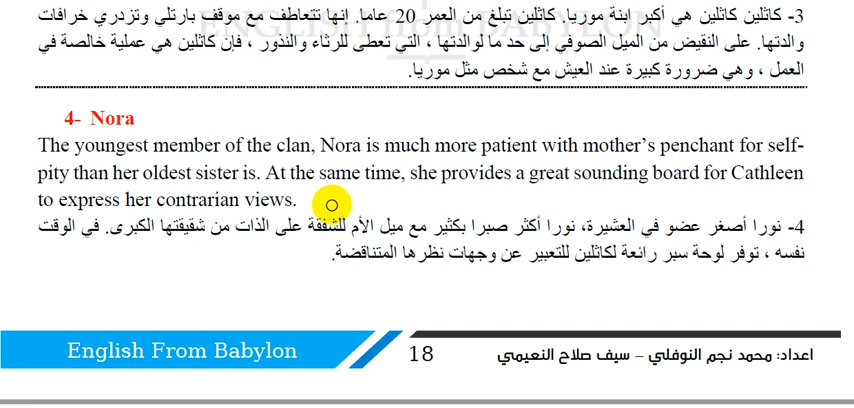 3- كاثلين كاثلين هي أكبر ابنة موريا. كاثلين تبلغ من العمر 20 عاما. إنها تتعاطف مع موقف بارتلي وتزدري خرافات
والدتها. على النقيض من الميل الصوفي إلى حد ما لوالدتها ، التي تعطى للرثاء والنذور ، فإن كاثلين هي عملية خالصة في
العمل ، وهي ضرورة كبيرة عند العيش مع شخص مثل موريا.
ENGLISH from BABYLON
4- Nora
The youngest member of the clan, Nora is much more patient with mother's penchant for self-
pity than her oldest sister is. At the same time, she provides a great sounding board for Cathleen
to express her contrarian views.
4- نورا أصغر عضو في العشيرة، نورا أكثر صبرا بكثير مع ميل الأم للشفقة على الذات من شقيقتها الكبرى. في الوقت
نفسه ، توفر لوحة سبر رائعة لكاثلين للتعبير عن وجهات نظرها المتناقضة.
English From Babylon
18
اعداد: محمد نجم النوفلي – سيف صلاح النعيمي